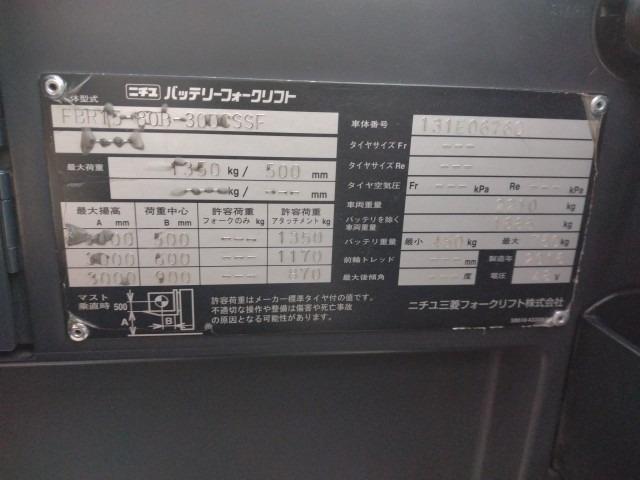 ニチユ バッテリーフォークリフト
車体型式
車体番号 131E06760
タイヤサイズ Fr ---
タイヤサイズ Re ---
最大荷重 1350 kg/ 500 mm
kg/ --- mm
タイヤ空気圧 Fr --- kPa Re --- kPa
車両重量 kg
バッテリを除く車両重量 kg
バッテリ重量 最小 kg 最大 kg
前輪トレッド --- mm 製造年
最大後傾角 --- 度 電圧 48 V
最大揚高 A mm 荷重中心 B mm 許容荷重 フォークのみ kg 許容荷重 アタッチメント kg
500 --- 1350
3000 600 --- 1170
3000 900 --- 870
マスト垂直時 500
A B
許容荷重はメーカー標準タイヤ付の値です。
不適切な操作や整備は傷害や死亡事故
の原因となる可能性があります。
ニチユ三菱フォークリフト株式会社